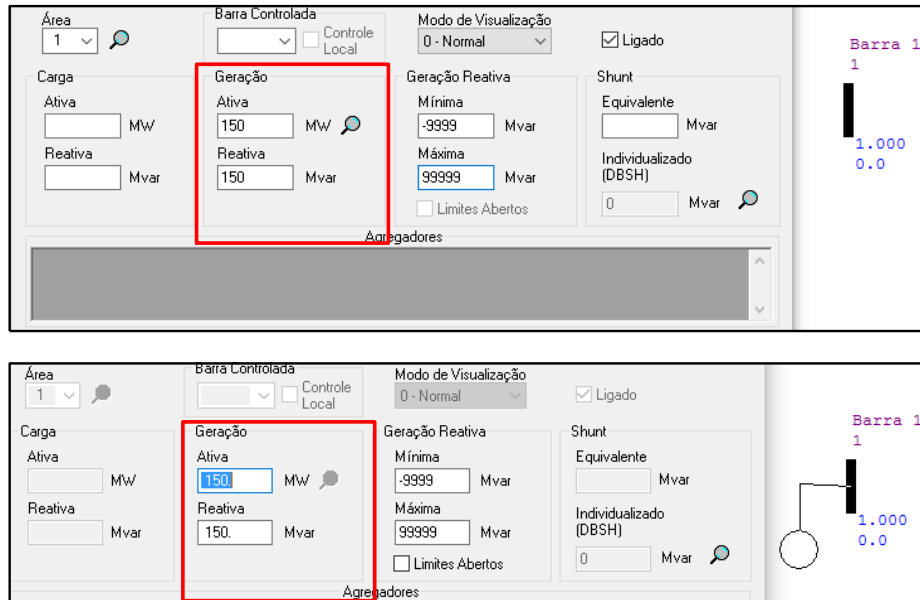 Área
Barra Controlada
Modo de Visualização
1
Controle
Local
0 - Normal
Ligado
Barra 1
1
Carga
Geração
Geração Reativa
Shunt
Ativa
Ativa
Mínima
Equivalente
MW
150 MW
-9999 Mvar
Mvar
Reativa
Reativa
Máxima
Individualizado
(DBSH)
1.000
0.0
Mvar
150 Mvar
99999 Mvar
0 Mvar
Limites Abertos
Agregadores
Área
Barra Controlada
Modo de Visualização
1
Controle
Local
0 - Normal
Ligado
Barra 1
1
Carga
Geração
Geração Reativa
Shunt
Ativa
Ativa
Mínima
Equivalente
MW
150. MW
-9999 Mvar
Mvar
Reativa
Reativa
Máxima
Individualizado
(DBSH)
1.000
0.0
Mvar
150. Mvar
99999 Mvar
0 Mvar
Limites Abertos
Agregadores